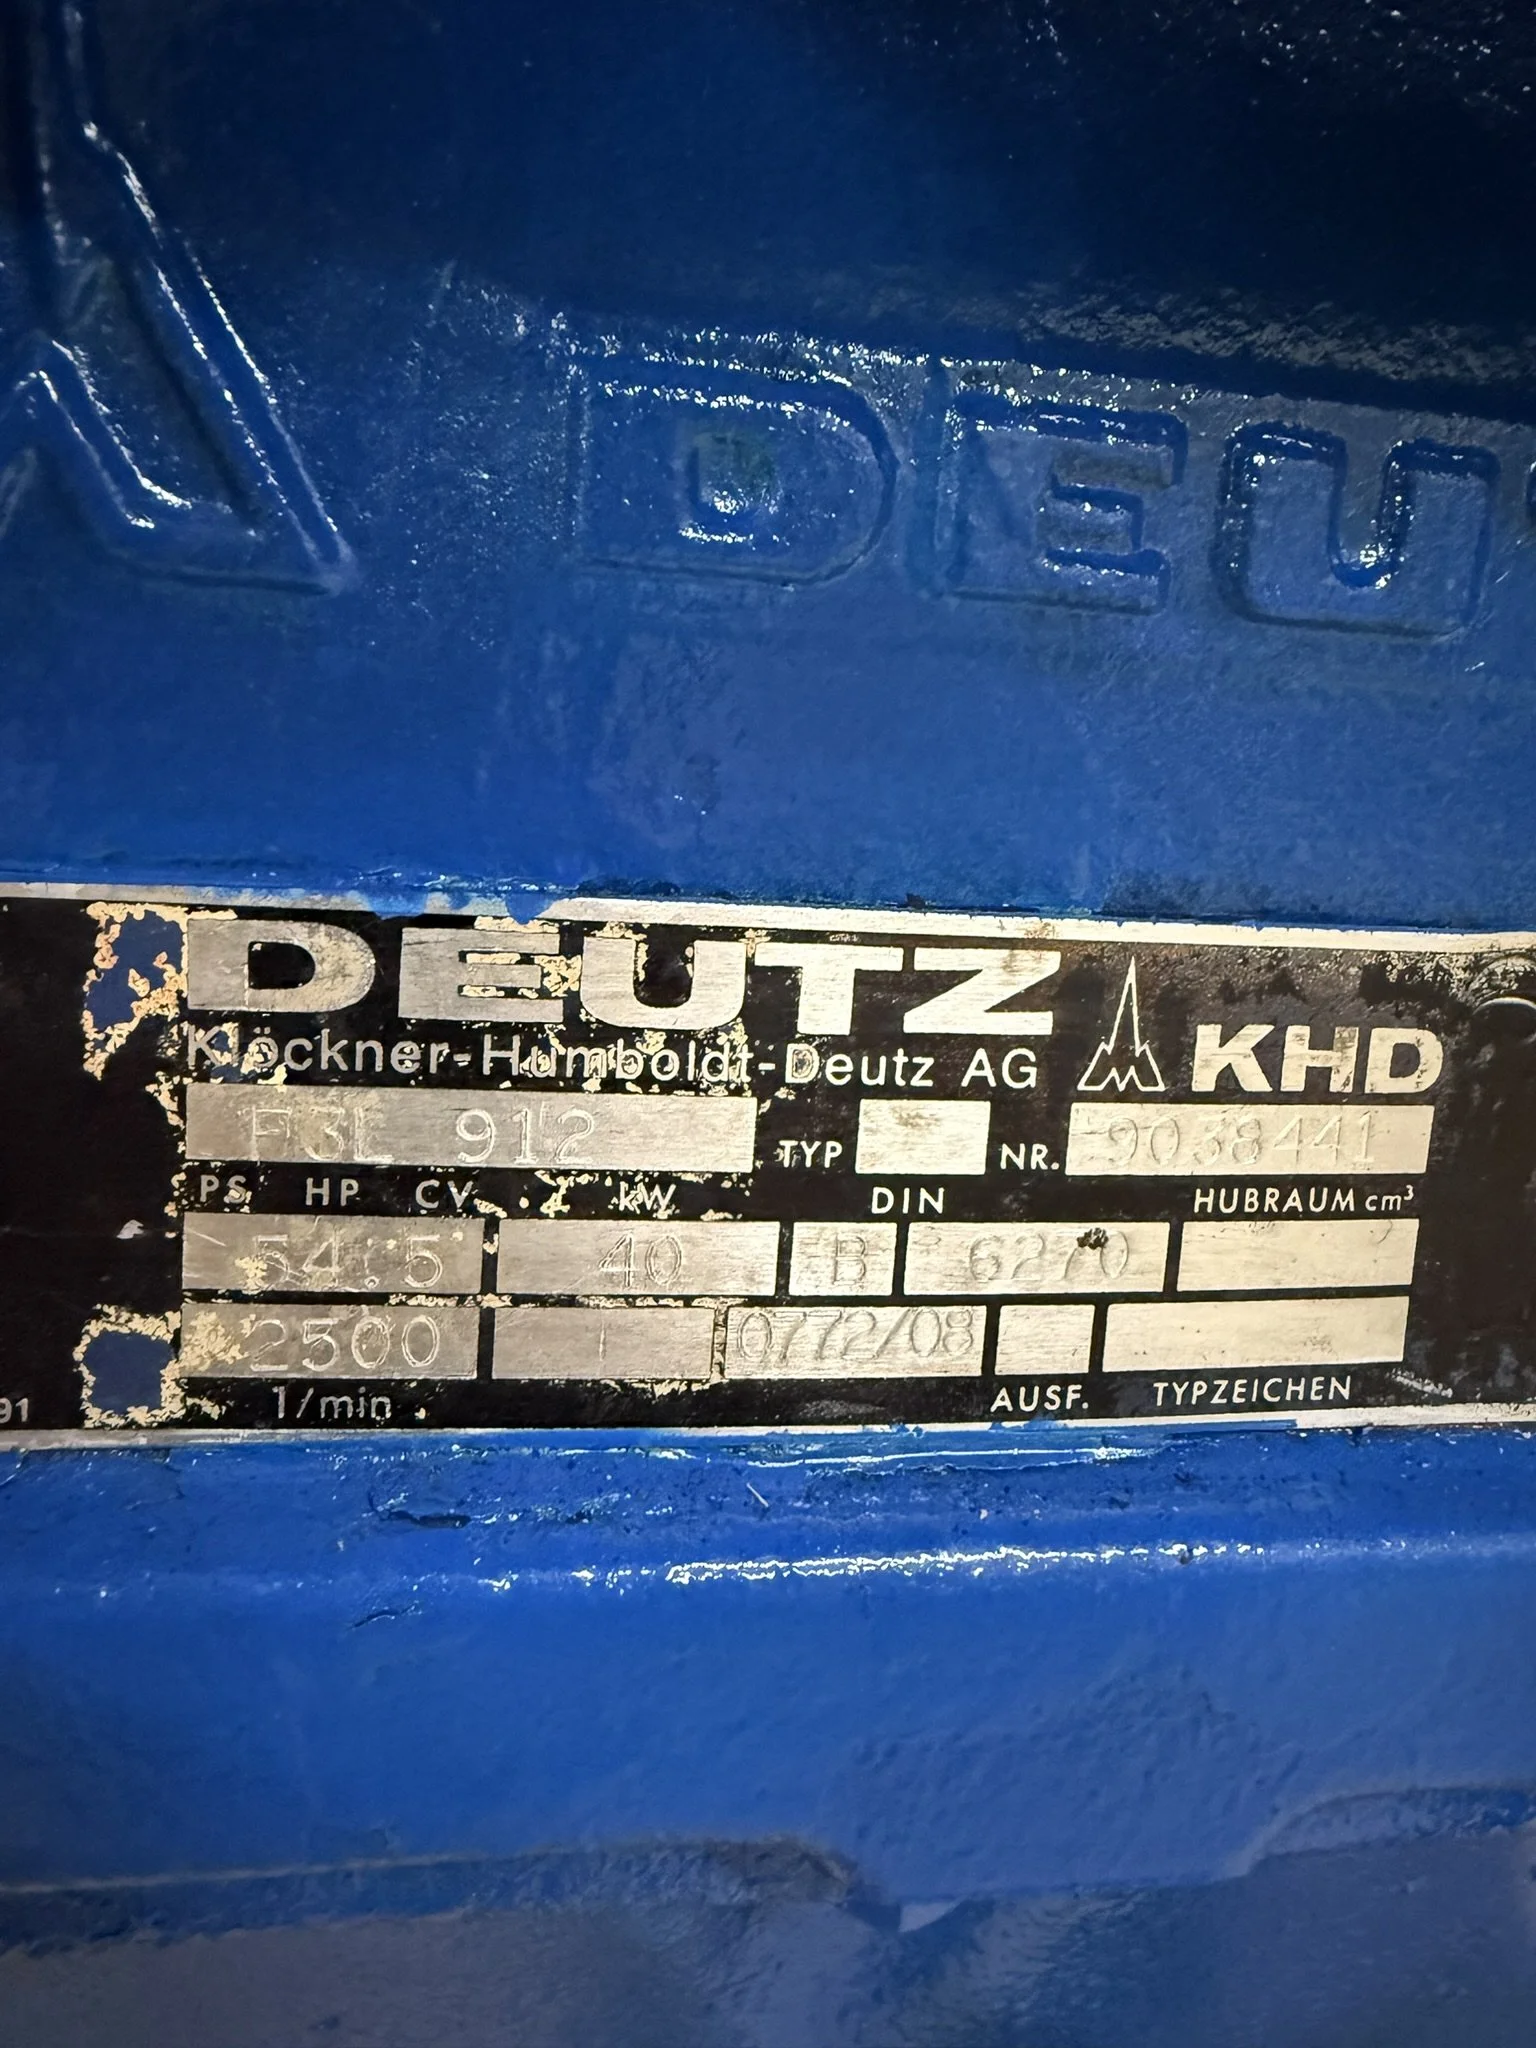 DEU
DEUTZ
Klöckner-Humboldt-Deutz AG KHD
F3L 912 TYP NR. 9038441
PS HP CV kW DIN HUBRAUM cm³
54.5 40 B 6270
2500 0772/08
91 1/min AUSF. TYPZEICHEN